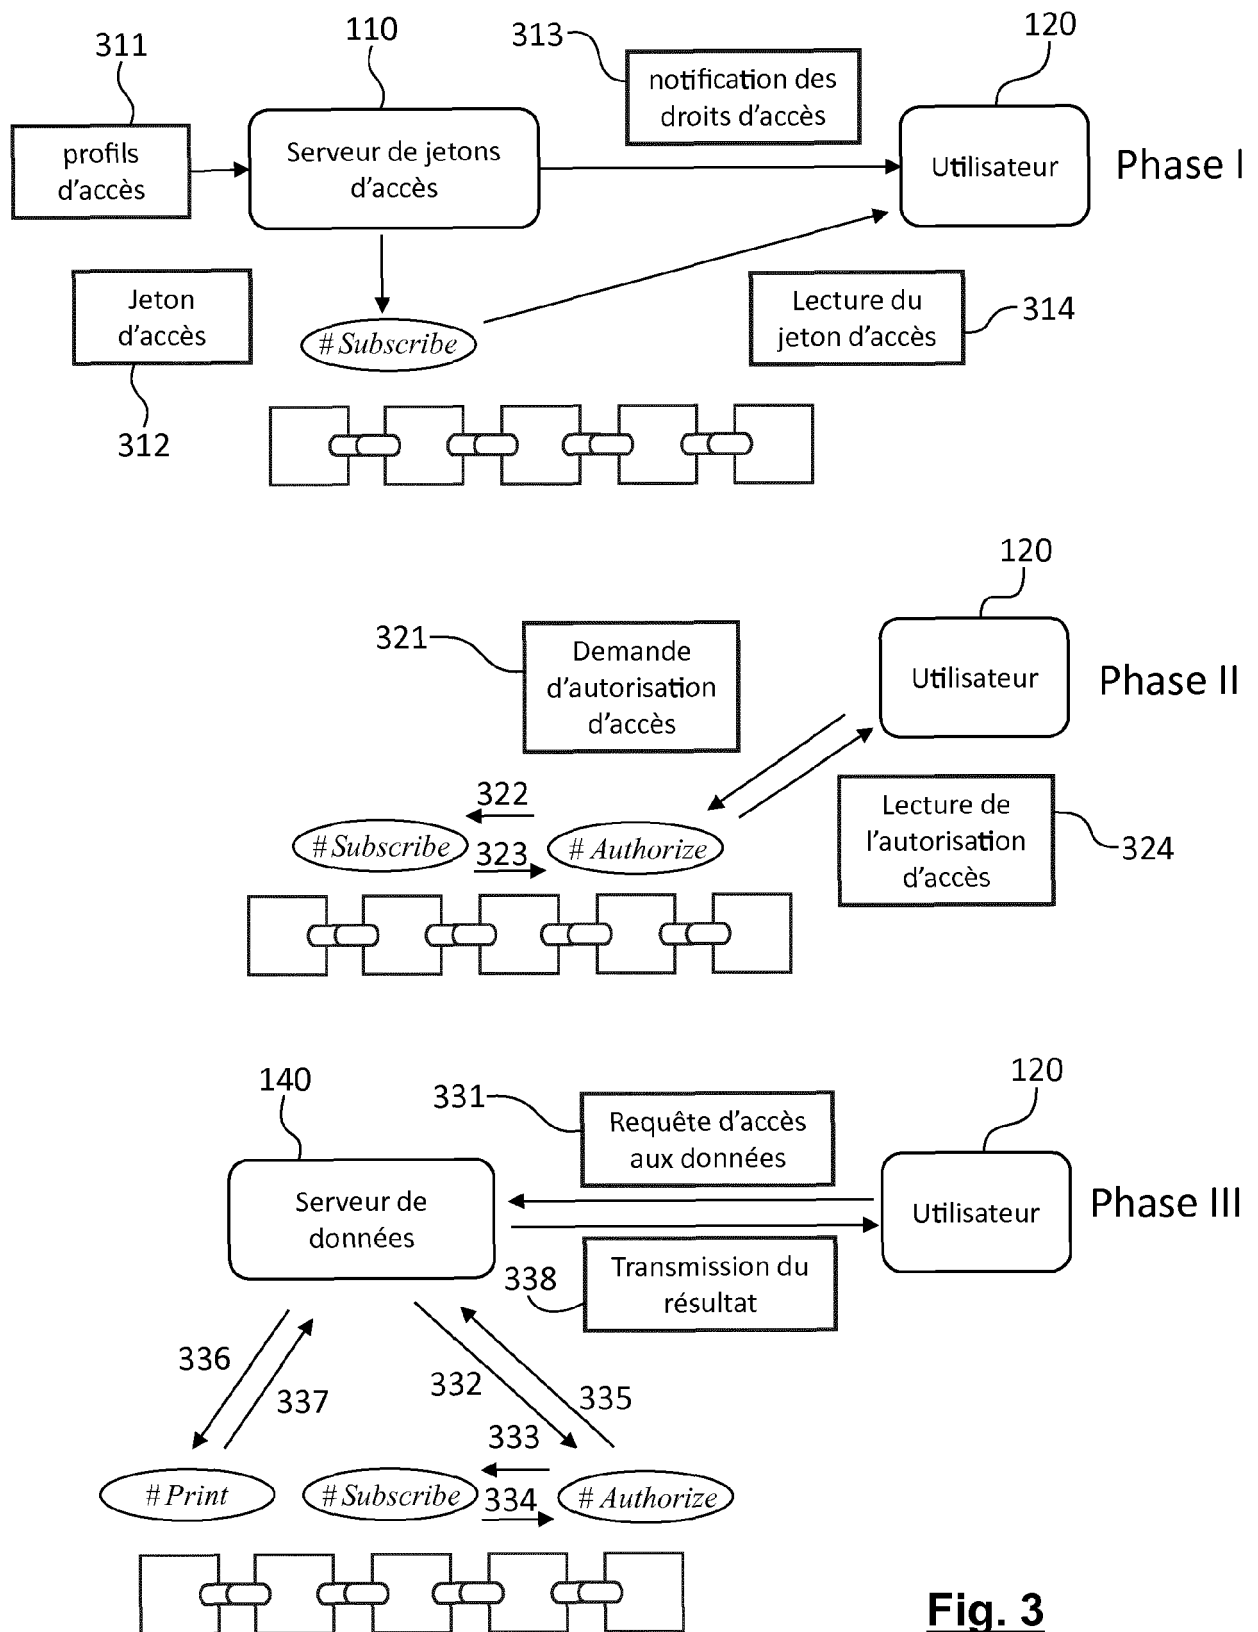 311
110
313
120
profils
d'accès
Serveur de jetons
d'accès
notification des
droits d'accès
Utilisateur
Phase I
Jeton
d'accès
312
# Subscribe
Lecture du
jeton d'accès
314
120
321
Demande
d'autorisation
d'accès
Utilisateur
Phase II
322
# Subscribe
323
# Authorize
Lecture de
l'autorisation
d'accès
324
140
331
120
Requête d'accès
aux données
Serveur de
données
Utilisateur
Phase III
338
Transmission du
résultat
336
337
332
335
333
# Print
# Subscribe
334
# Authorize
Fig. 3